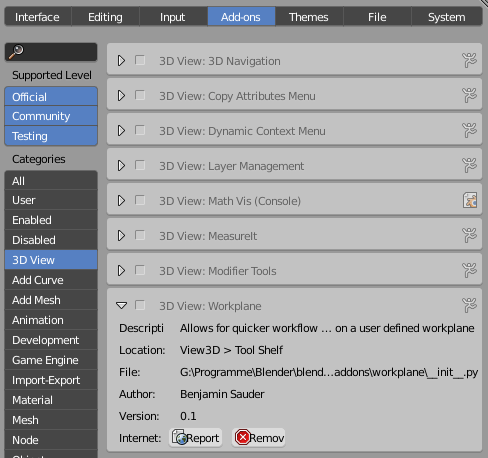 Interface Editing Input Add-ons Themes File System
Supported Level
Official
Community
Testing
Categories
All
User
Enabled
Disabled
3D View
Add Curve
Add Mesh
Animation
Development
Game Engine
Import-Export
Material
Mesh
Node
3D View: 3D Navigation
3D View: Copy Attributes Menu
3D View: Dynamic Context Menu
3D View: Layer Management
3D View: Math Vis (Console)
3D View: MeasureIt
3D View: Modifier Tools
3D View: Workplane
Descripti Allows for quicker workflow ... on a user defined workplane
Location: View3D > Tool Shelf
File: G:\Programme\Blender\blend...addons\workplane\__init__.py
Author: Benjamin Sauder
Version: 0.1
Internet: Report Remov